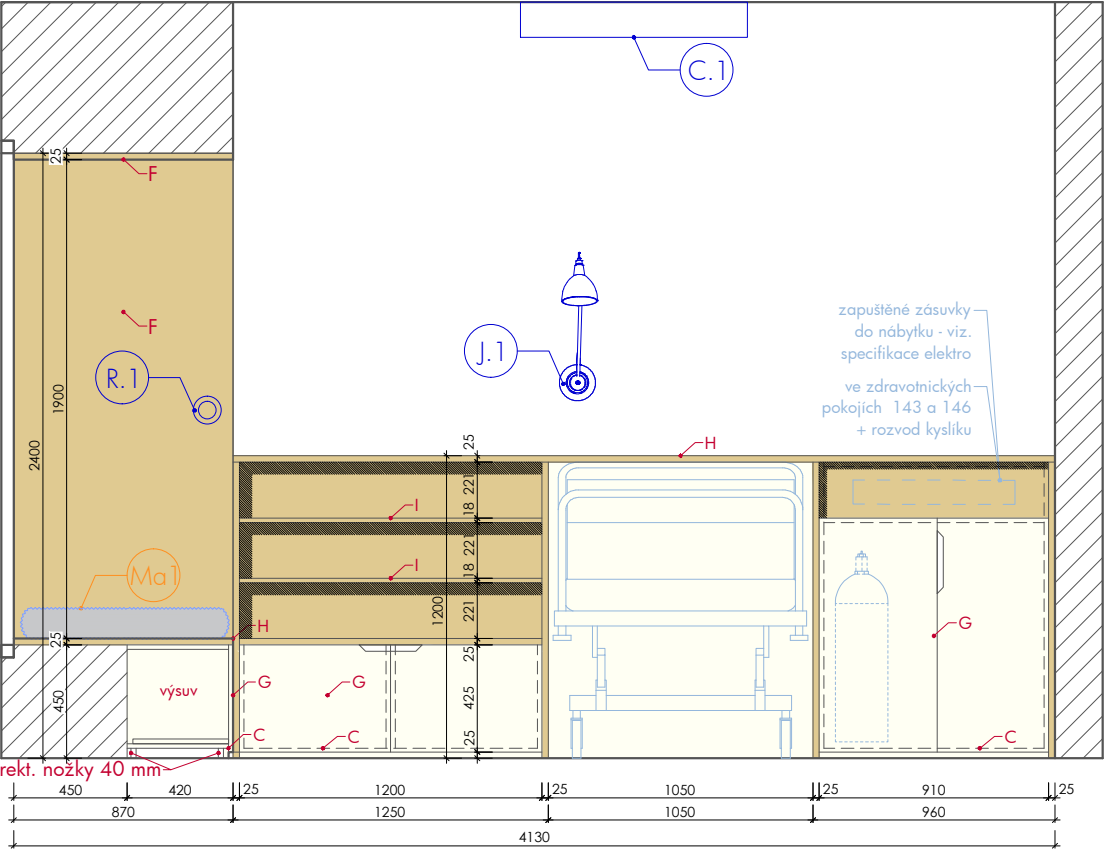 C.1
25
F
F
R.1
J.1
zapuštěné zásuvky
do nábytku - viz.
specifikace elektro
ve zdravotnických
pokojích 143 a 146
+ rozvod kyslíku
1900
2400
25
H
221
18
I
221
18
I
221
1200
Ma1
25
H
25
G
G
G
450
výsuv
425
C
C
C
25
rekt. nožky 40 mm
450 420 25 1200 25 1050 25 910 25
870 1250 1050 960
4130